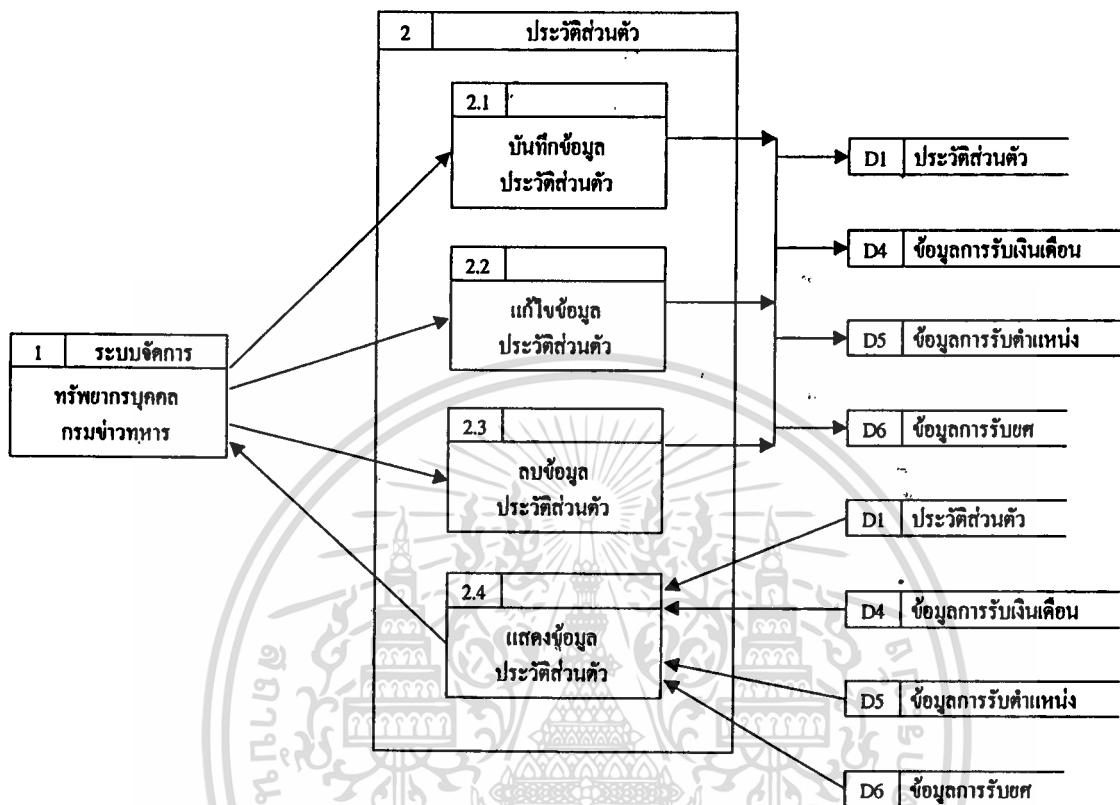 2 ประวัติส่วนตัว
2.1
บันทึกข้อมูล
ประวัติส่วนตัว
2.2
แก้ไขข้อมูล
ประวัติส่วนตัว
2.3
ลบข้อมูล
ประวัติส่วนตัว
2.4
แสดงข้อมูล
ประวัติส่วนตัว
1 ระบบจัดการ
ทรัพยากรบุคคล
กรมข่าวทหาร
D1 ประวัติส่วนตัว
D4 ข้อมูลการรับเงินเดือน
D5 ข้อมูลการรับตำแหน่ง
D6 ข้อมูลการรับยศ
D1 ประวัติส่วนตัว
D4 ข้อมูลการรับเงินเดือน
D5 ข้อมูลการรับตำแหน่ง
D6 ข้อมูลการรับยศ